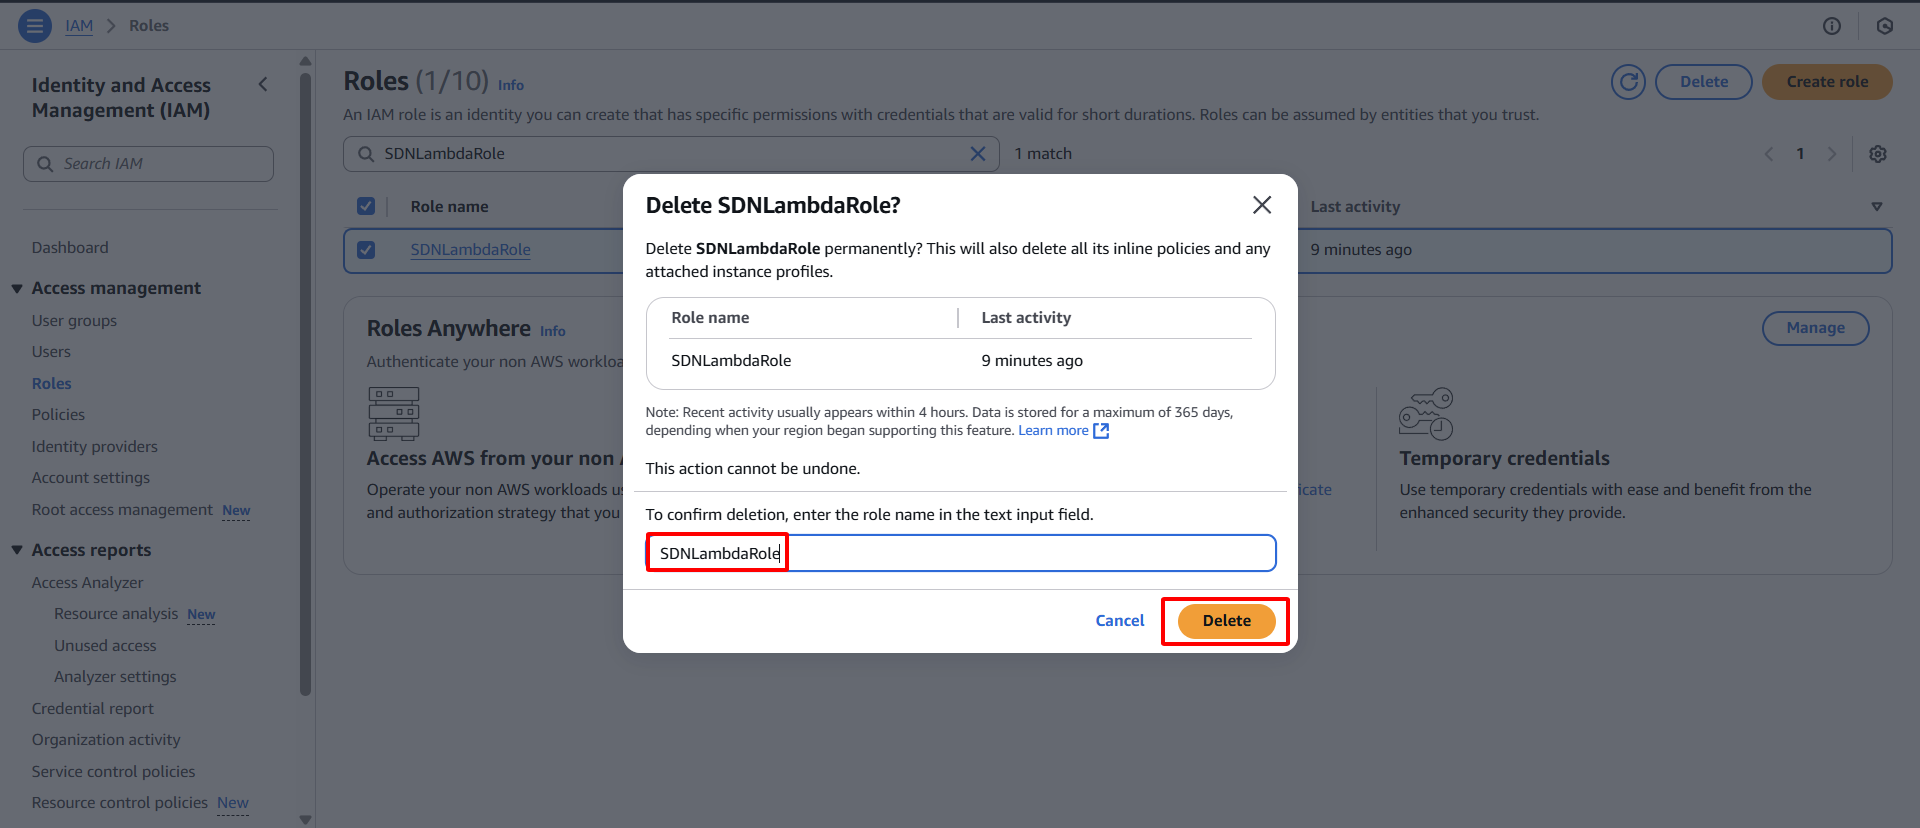 IAM > Roles
Identity and Access
Management (IAM)
Search IAM
Dashboard
Access management
User groups
Users
Roles
Policies
Identity providers
Account settings
Root access management New
Access reports
Access Analyzer
Resource analysis New
Unused access
Analyzer settings
Credential report
Organization activity
Service control policies
Resource control policies New
Roles (1/10) Info
Delete
Create role
An IAM role is an identity you can create that has specific permissions with credentials that are valid for short durations. Roles can be assumed by entities that you trust.
SDNLambdaRole
1 match
1
Role name
Last activity
SDNLambdaRole
9 minutes ago
Roles Anywhere Info
Manage
Authenticate your non AWS
Access AWS from your non
Operate your non AWS workloads
and authorization strategy that you
Temporary credentials
Use temporary credentials with ease and benefit from the
enhanced security they provide.
Delete SDNLambdaRole?
Delete SDNLambdaRole permanently? This will also delete all its inline policies and any
attached instance profiles.
Role name
Last activity
SDNLambdaRole
9 minutes ago
Note: Recent activity usually appears within 4 hours. Data is stored for a maximum of 365 days,
depending when your region began supporting this feature. Learn more
This action cannot be undone.
To confirm deletion, enter the role name in the text input field.
SDNLambdaRole
Cancel
Delete